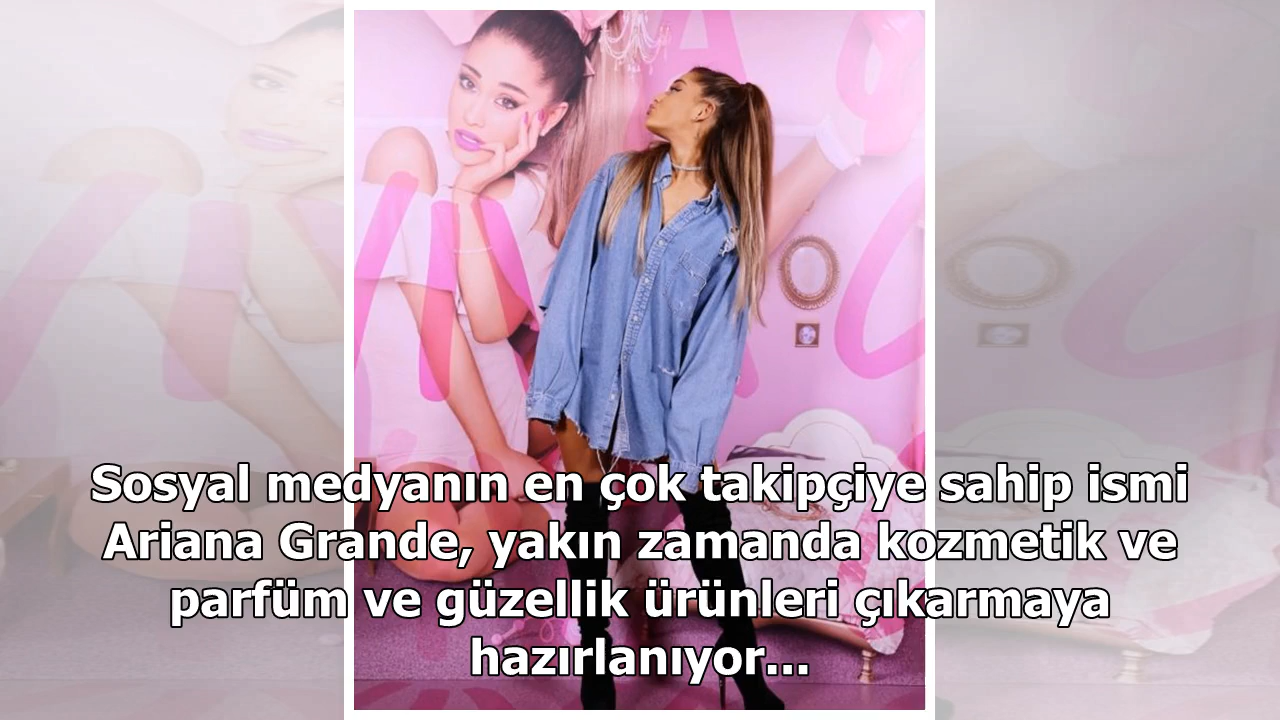 Sosyal medyanın en çok takipçiye sahip ismi
Ariana Grande, yakın zamanda kozmetik ve
parfüm ve güzellik ürünleri çıkarmaya
hazırlanıyor...